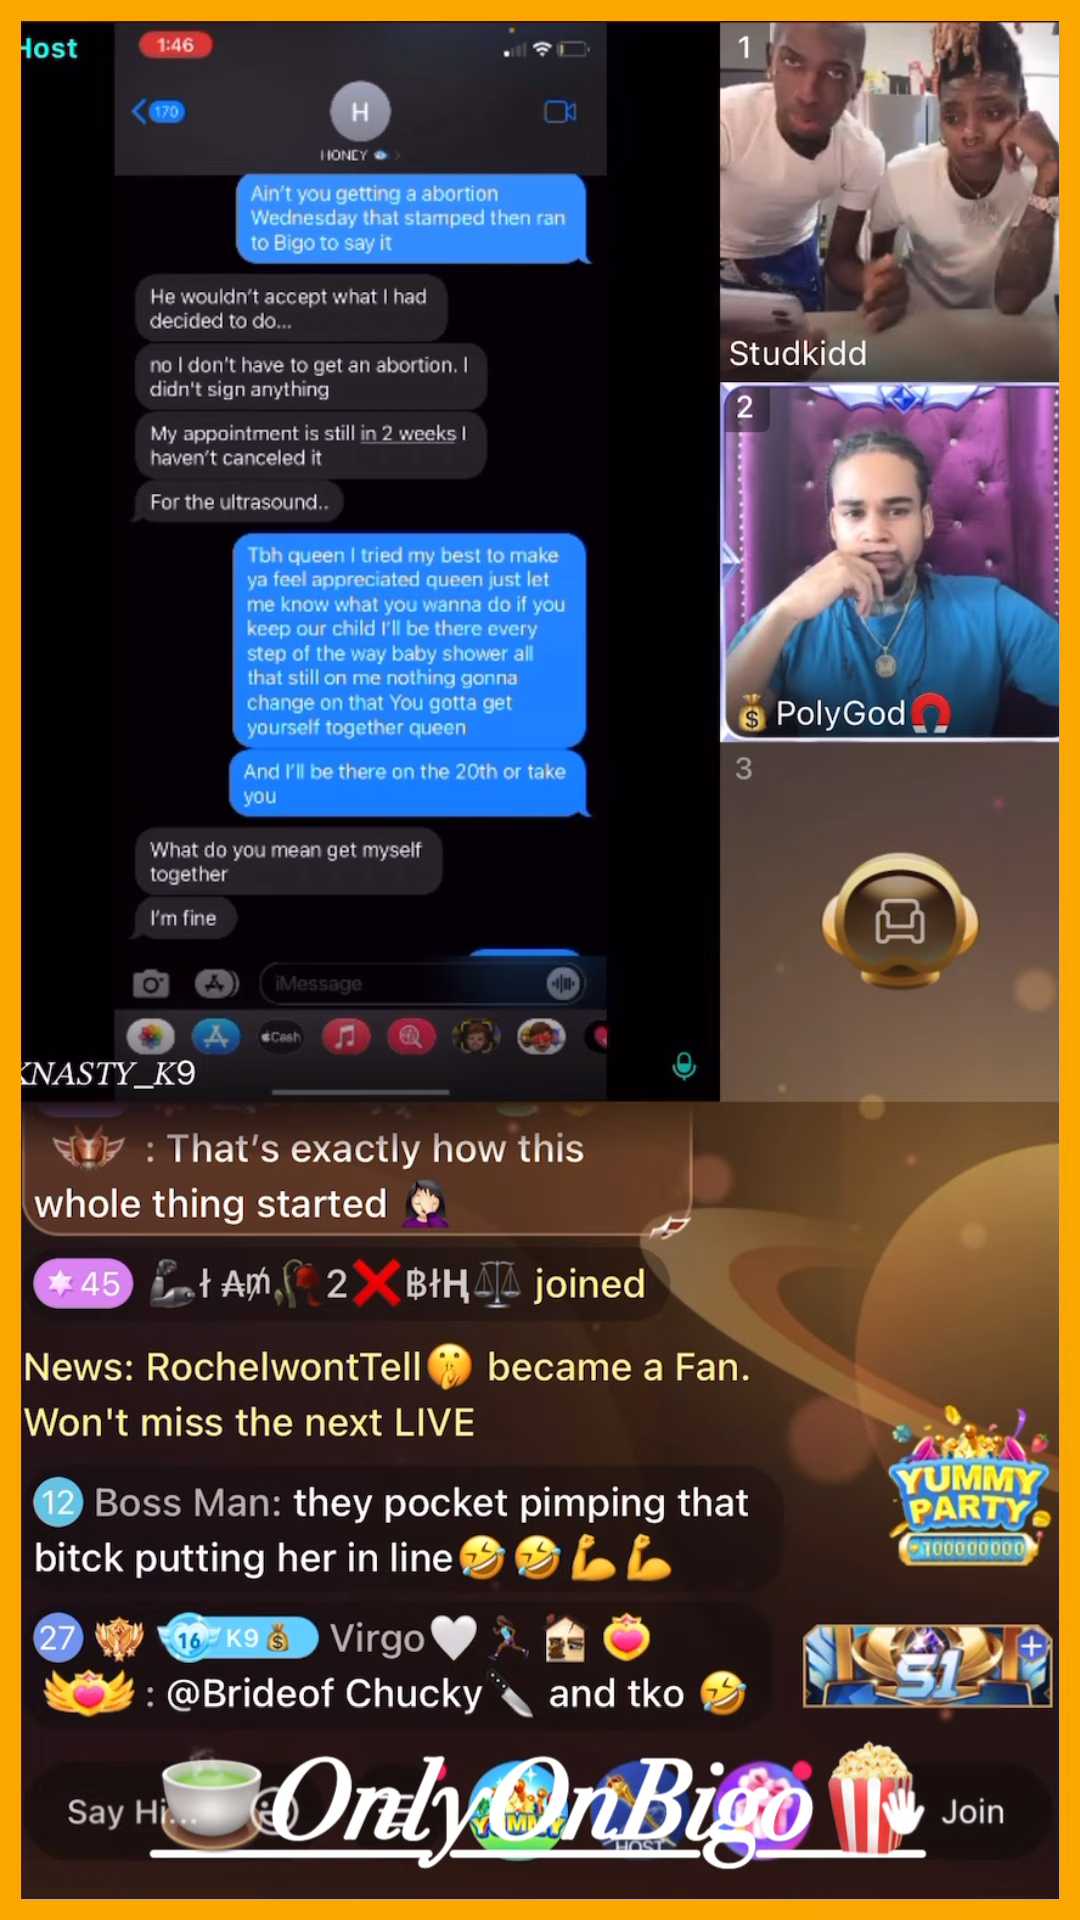 Host
1:46
170
H
HONEY
Ain't you getting a abortion
Wednesday that stamped then ran
to Bigo to say it
He wouldn't accept what I had
decided to do...
no I don't have to get an abortion. I
didn't sign anything
My appointment is still in 2 weeks I
haven't canceled it
For the ultrasound..
Tbh queen I tried my best to make
ya feel appreciated queen just let
me know what you wanna do if you
keep our child I'll be there every
step of the way baby shower all
that still on me nothing gonna
change on that You gotta get
yourself together queen
And I'll be there on the 20th or take
you
What do you mean get myself
together
I'm fine
iMessage
Cash
KNASTY_K9
1
Studkidd
2
💰 PolyGod🧲
3
: That's exactly how this
whole thing started 🤦🏻‍♀️
45 🦾ł ₳₥🥀2❌฿łⱧ⚖️ joined
News: RochelwontTell🤫 became a Fan.
Won't miss the next LIVE
12 Boss Man: they pocket pimping that
bitck putting her in line🤣🤣💪💪
27 16 K9💰 Virgo🤍🏃🏾‍♀️🏚️
: @Brideof Chucky🔪 and tko 🤣
YUMMY
PARTY
100000000
S1
Say Hi...
YUMMY
HOST
Join
🍵OnlyOnBigo🍿